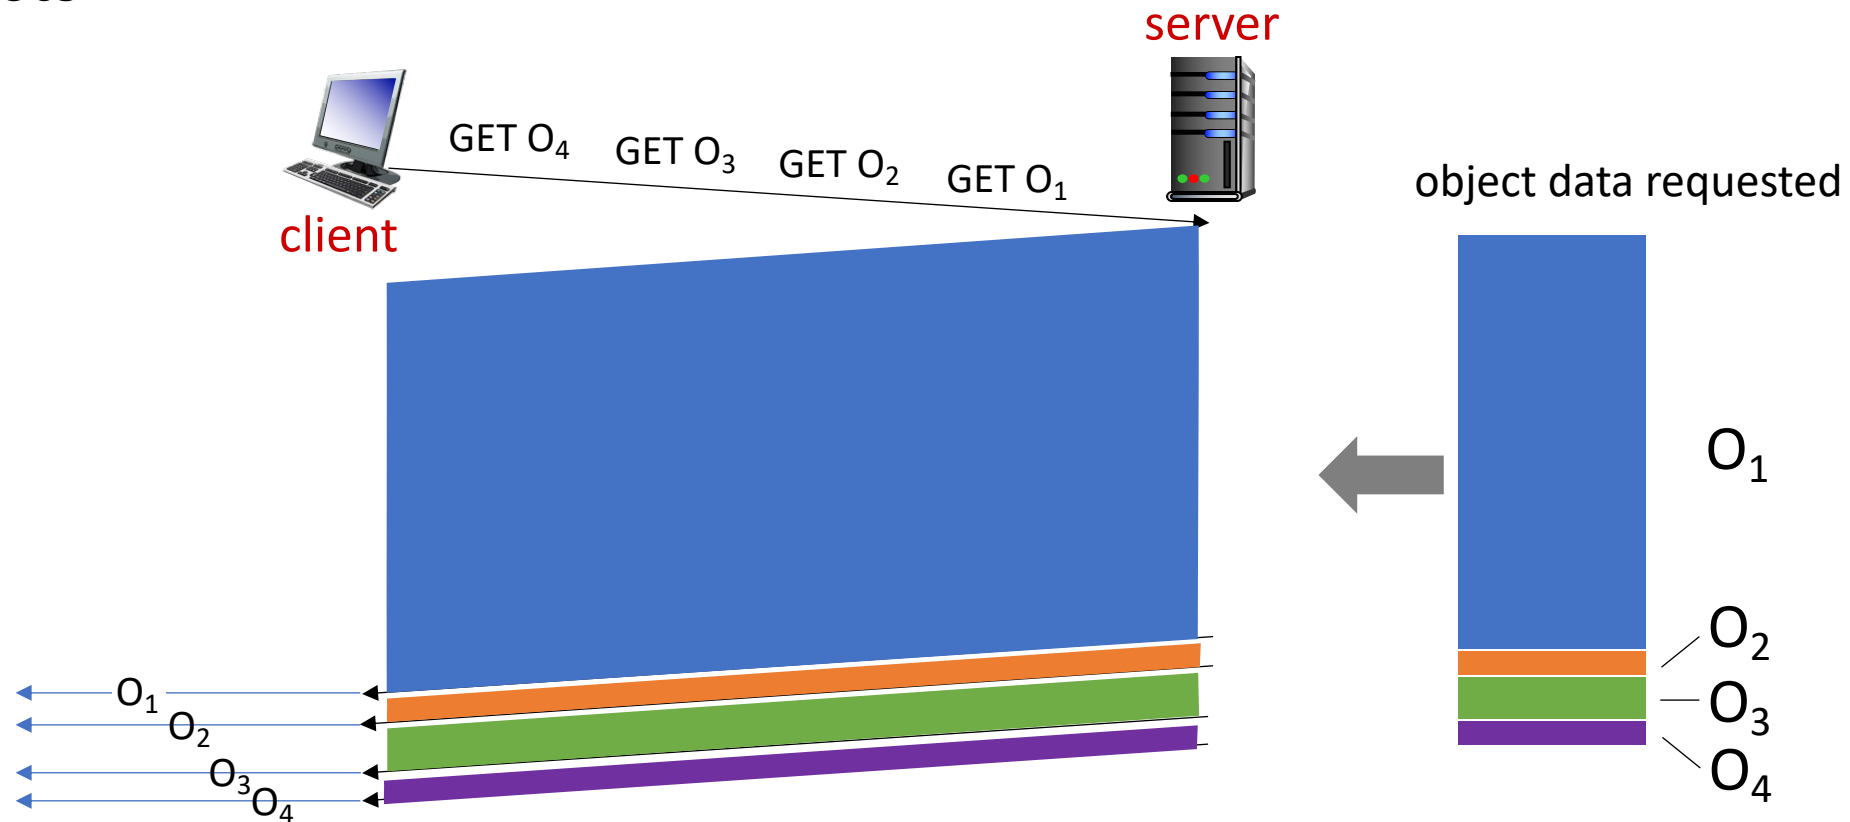 server
GET O₄
GET O₃
GET O₂
GET O₁
object data requested
client
O₁
O₂
O₃
O₄
O₁
O₂
O₃
O₄